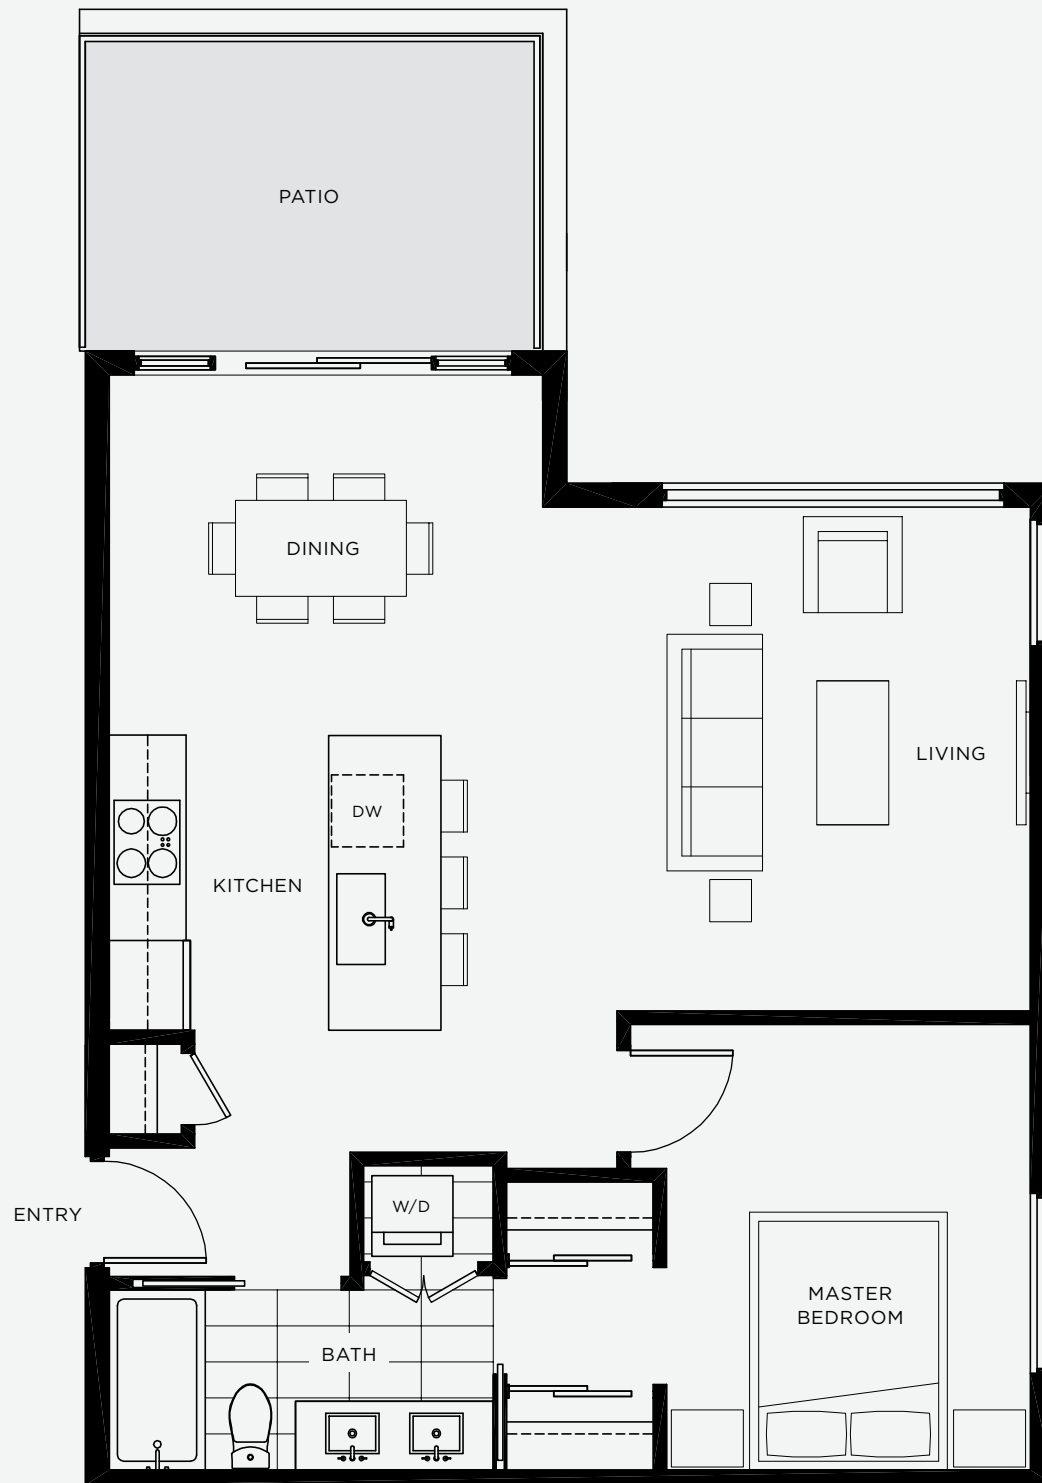 PATIO
DINING
LIVING
DW
KITCHEN
W/D
ENTRY
MASTER
BEDROOM
BATH